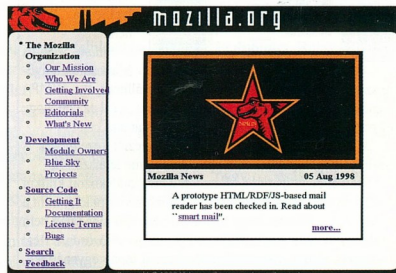 mozilla.org
The Mozilla
Organization
Our Mission
Who We Are
Getting Involved
Community
Editorials
What's New
Development
Module Owners
Blue Sky
Projects
Source Code
Getting It
Documentation
License Terms
Bugs
Search
Feedback
Mozilla News 05 Aug 1998
A prototype HTML/RDF/JS-based mail
reader has been checked in. Read about
``smart mail".
more...